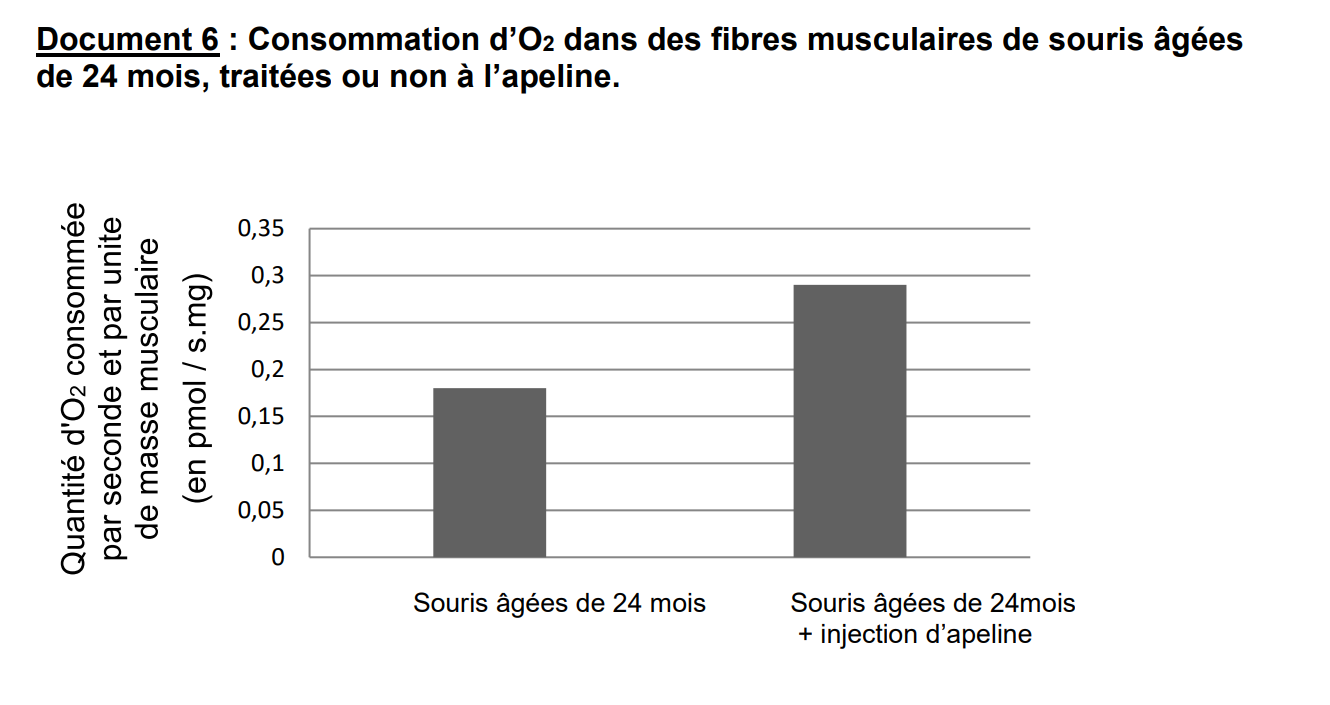 Document 6 : Consommation d’O2 dans des fibres musculaires de souris âgées
de 24 mois, traitées ou non à l’apeline.
Quantité d'O2 consommée
par seconde et par unite
de masse musculaire
(en pmol / s.mg)
0,35
0,3
0,25
0,2
0,15
0,1
0,05
0
Souris âgées de 24 mois
Souris âgées de 24mois
+ injection d’apeline